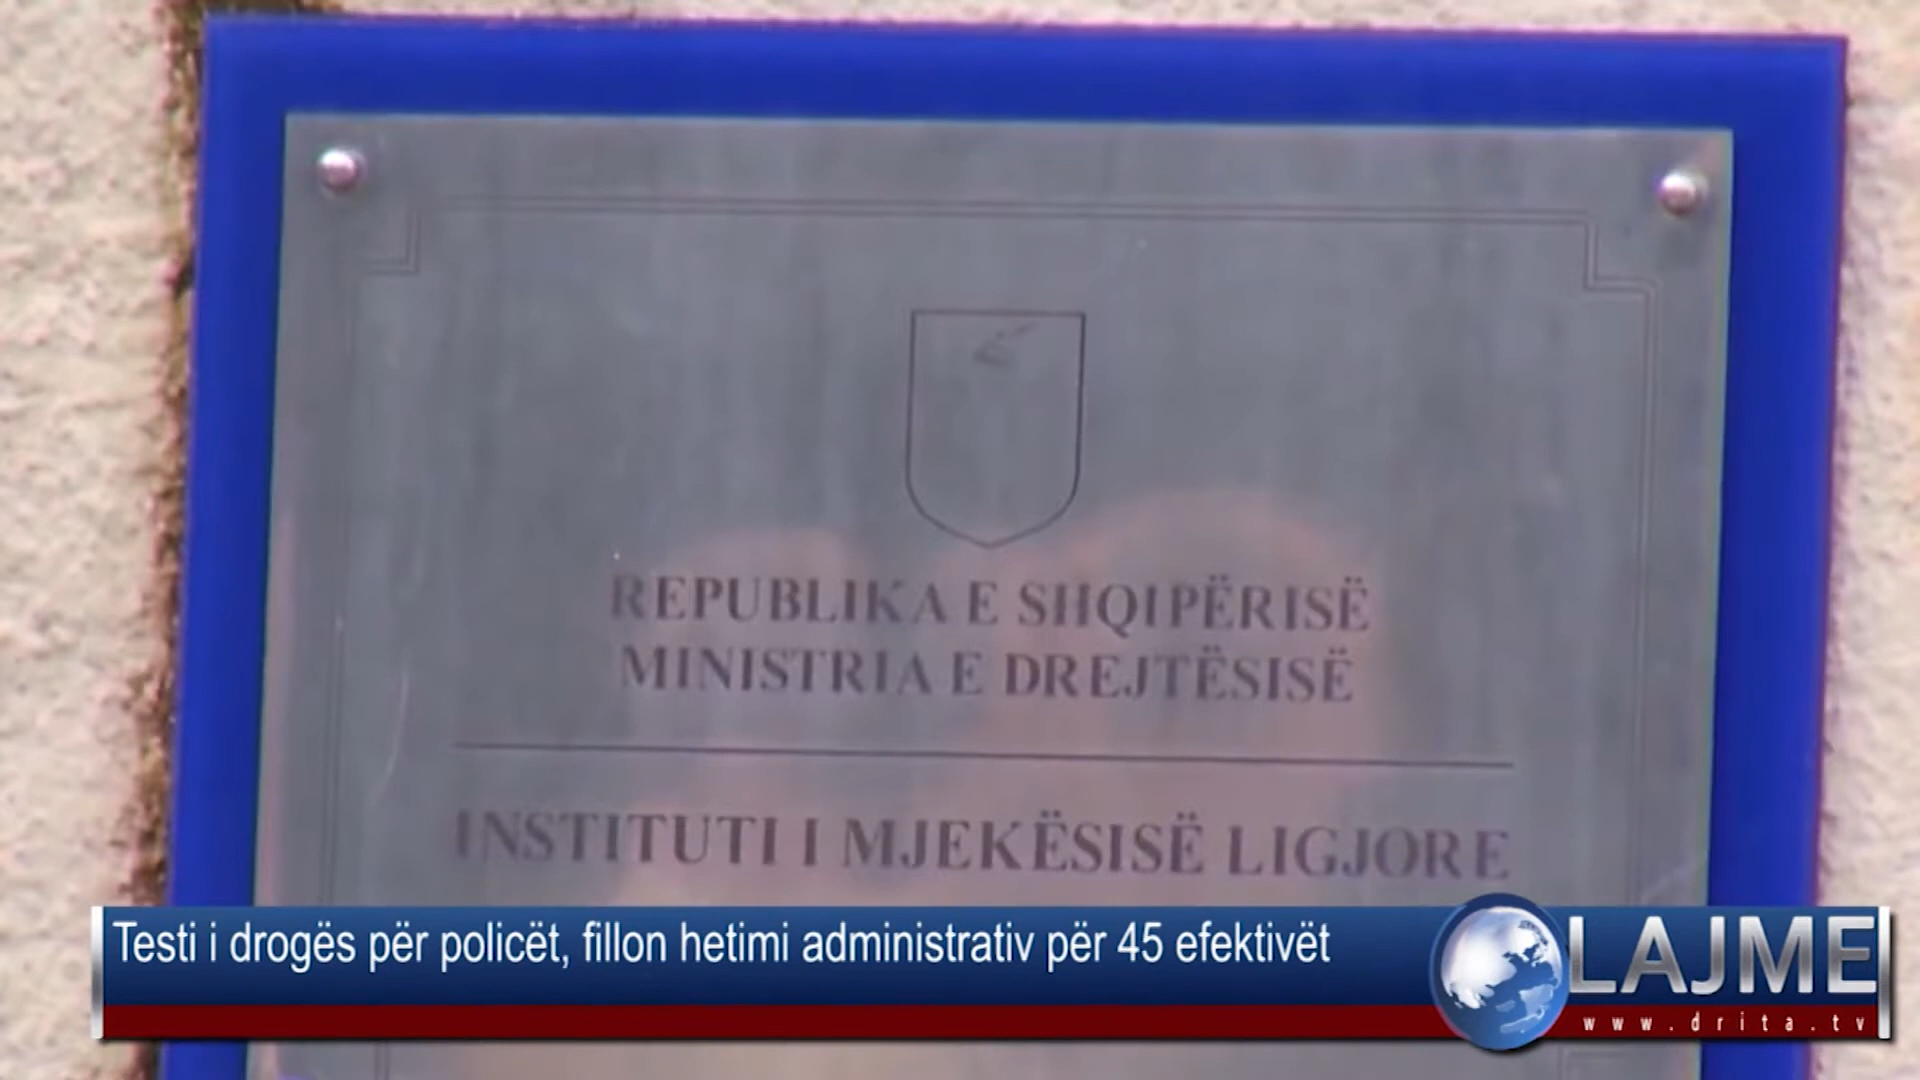 REPUBLIKA E SHQIPËRISË
MINISTRIA E DREJTËSISË
INSTITUTI I MJEKËSISË LIGJORE
Testi i drogës për policët, fillon hetimi administrativ për 45 efektivët
LAJME
www.drita.tv